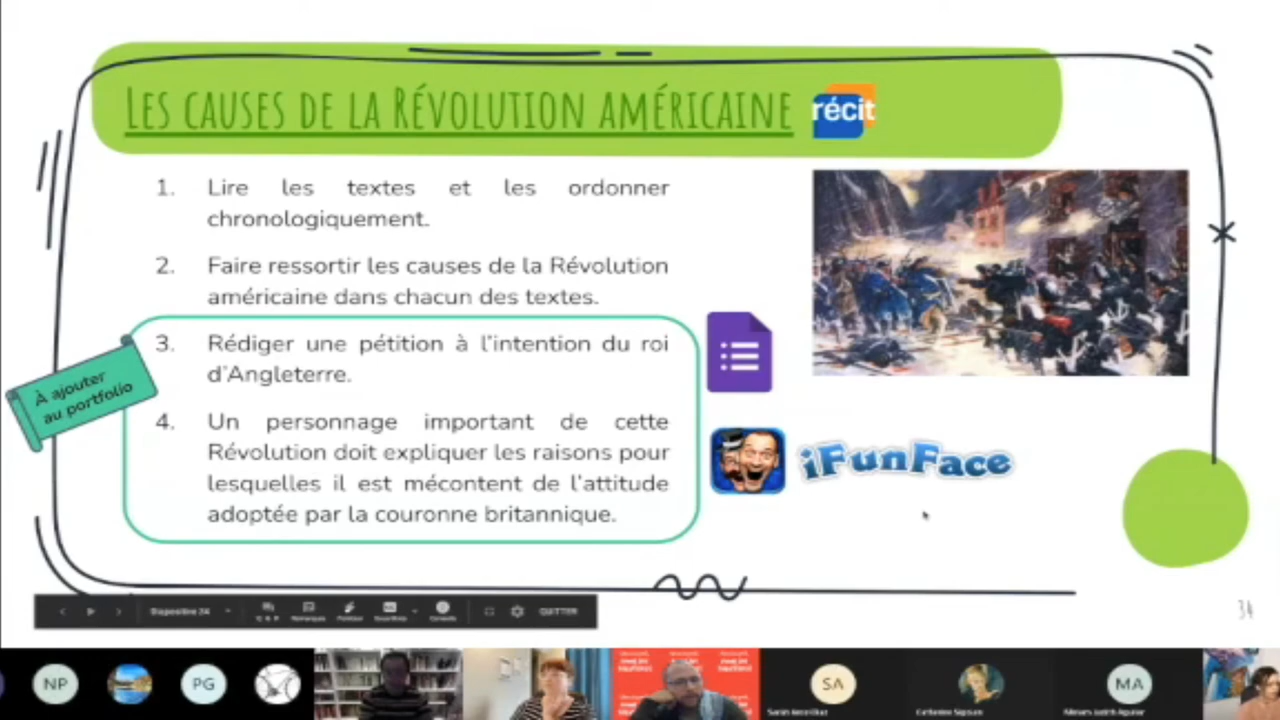 Les causes de la Révolution américaine
récit
1. Lire les textes et les ordonner
chronologiquement.
2. Faire ressortir les causes de la Révolution
américaine dans chacun des textes.
3. Rédiger une pétition à l'intention du roi
d'Angleterre.
4. Un personnage important de cette
Révolution doit expliquer les raisons pour
lesquelles il est mécontent de l'attitude
adoptée par la couronne britannique.
À ajouter
au portfolio
iFunFace
Diapositive 34
QUITTER
34
NP
PG
SA
MA